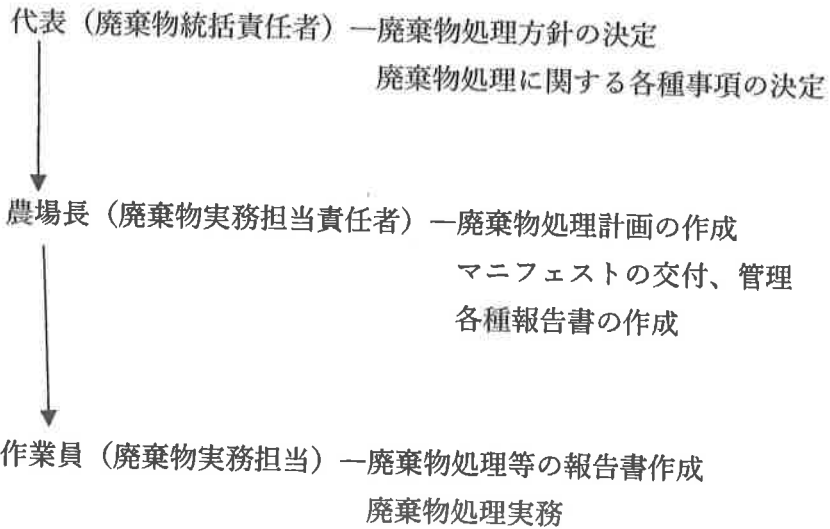 代表（廃棄物統括責任者）―廃棄物処理方針の決定
廃棄物処理に関する各種事項の決定
農場長（廃棄物実務担当責任者）―廃棄物処理計画の作成
マニフェストの交付、管理
各種報告書の作成
作業員（廃棄物実務担当）―廃棄物処理等の報告書作成
廃棄物処理実務